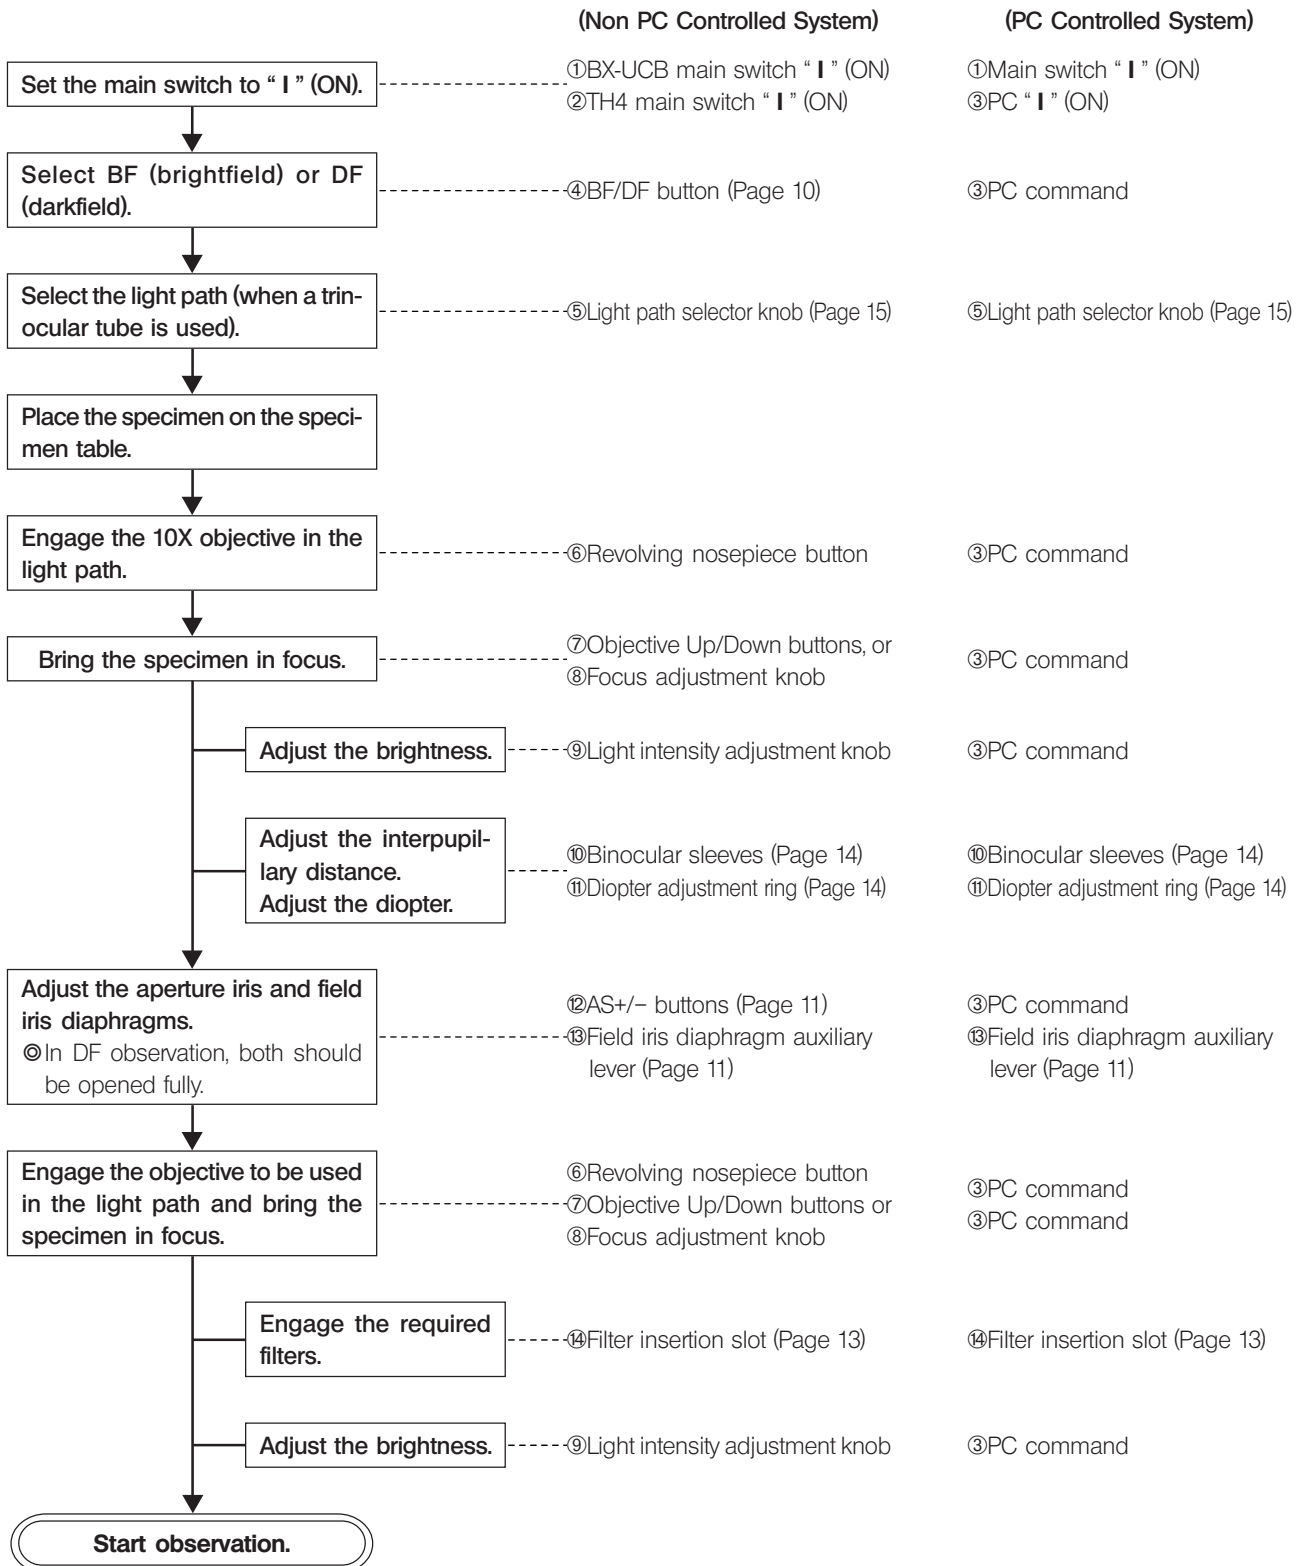 (Non PC Controlled System) (PC Controlled System)
Set the main switch to “ I ” (ON).
①BX-UCB main switch “ I ” (ON)
②TH4 main switch “ I ” (ON)
①Main switch “ I ” (ON)
③PC “ I ” (ON)
Select BF (brightfield) or DF
(darkfield).
④BF/DF button (Page 10)
③PC command
Select the light path (when a trin-
ocular tube is used).
⑤Light path selector knob (Page 15)
⑤Light path selector knob (Page 15)
Place the specimen on the speci-
men table.
Engage the 10X objective in the
light path.
⑥Revolving nosepiece button
③PC command
Bring the specimen in focus.
⑦Objective Up/Down buttons, or
⑧Focus adjustment knob
③PC command
Adjust the brightness.
⑨Light intensity adjustment knob
③PC command
Adjust the interpupil-
lary distance.
Adjust the diopter.
⑩Binocular sleeves (Page 14)
⑪Diopter adjustment ring (Page 14)
⑩Binocular sleeves (Page 14)
⑪Diopter adjustment ring (Page 14)
Adjust the aperture iris and field
iris diaphragms.
◎In DF observation, both should
be opened fully.
⑫AS+/– buttons (Page 11)
⑬Field iris diaphragm auxiliary
lever (Page 11)
③PC command
⑬Field iris diaphragm auxiliary
lever (Page 11)
Engage the objective to be used
in the light path and bring the
specimen in focus.
⑥Revolving nosepiece button
⑦Objective Up/Down buttons or
⑧Focus adjustment knob
③PC command
③PC command
Engage the required
filters.
⑭Filter insertion slot (Page 13)
⑭Filter insertion slot (Page 13)
Adjust the brightness.
⑨Light intensity adjustment knob
③PC command
Start observation.